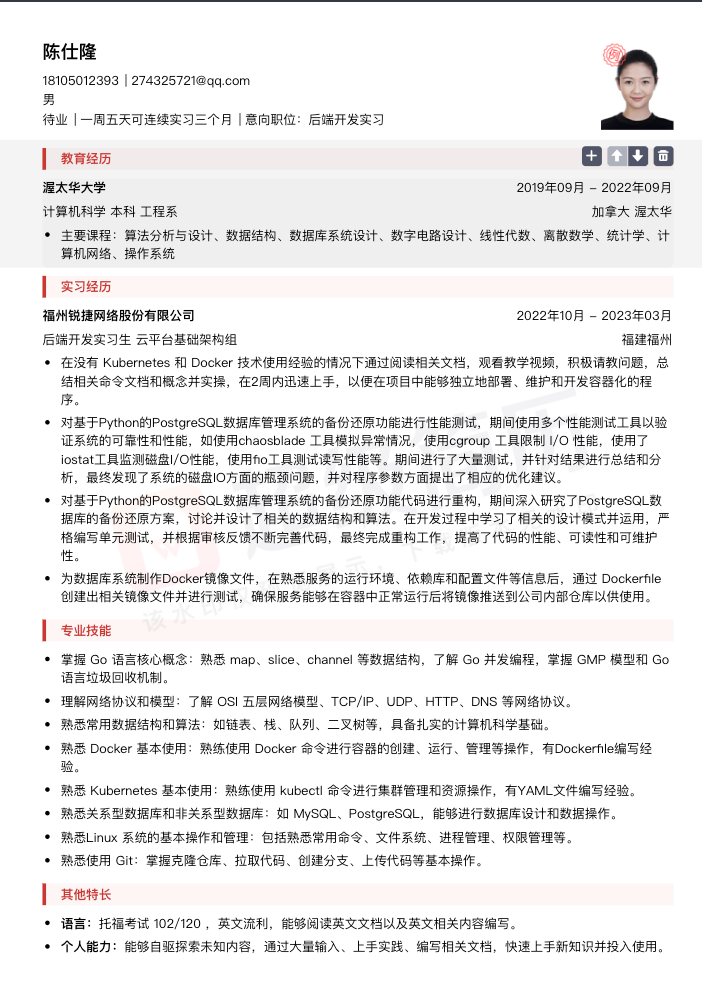 陈仕隆
18105012393 | 274325721@qq.com
男
待业 | 一周五天可连续实习三个月 | 意向职位：后端开发实习
例
教育经历
渥太华大学 2019年09月 – 2022年09月
计算机科学 本科 工程系 加拿大 渥太华
• 主要课程：算法分析与设计、数据结构、数据库系统设计、数字电路设计、线性代数、离散数学、统计学、计
算机网络、操作系统
实习经历
福州锐捷网络股份有限公司 2022年10月 – 2023年03月
后端开发实习生 云平台基础架构组 福建福州
• 在没有 Kubernetes 和 Docker 技术使用经验的情况下通过阅读相关文档，观看教学视频，积极请教问题，总
结相关命令文档和概念并实操，在2周内迅速上手，以便在项目中能够独立地部署、维护和开发容器化的程
序。
• 对基于Python的PostgreSQL数据库管理系统的备份还原功能进行性能测试，期间使用多个性能测试工具以验
证系统的可靠性和性能，如使用chaosblade 工具模拟异常情况，使用cgroup 工具限制 I/O 性能，使用了
iostat工具监测磁盘I/O性能，使用fio工具测试读写性能等。期间进行了大量测试，并针对结果进行总结和分
析，最终发现了系统的磁盘IO方面的瓶颈问题，并对程序参数方面提出了相应的优化建议。
• 对基于Python的PostgreSQL数据库管理系统的备份还原功能代码进行重构，期间深入研究了PostgreSQL数
据库的备份还原方案，讨论并设计了相关的数据结构和算法。在开发过程中学习了相关的设计模式并运用，严
格编写单元测试，并根据审核反馈不断完善代码，最终完成重构工作，提高了代码的性能、可读性和可维护
性。
• 为数据库系统制作Docker镜像文件，在熟悉服务的运行环境、依赖库和配置文件等信息后，通过 Dockerfile
创建出相关镜像文件并进行测试，确保服务能够在容器中正常运行后将镜像推送到公司内部仓库以供使用。
专业技能
• 掌握 Go 语言核心概念：熟悉 map、slice、channel 等数据结构，了解 Go 并发编程，掌握 GMP 模型和 Go
语言垃圾回收机制。
• 理解网络协议和模型：了解 OSI 五层网络模型、TCP/IP、UDP、HTTP、DNS 等网络协议。
• 熟悉常用数据结构和算法：如链表、栈、队列、二叉树等，具备扎实的计算机科学基础。
• 熟悉 Docker 基本使用：熟练使用 Docker 命令进行容器的创建、运行、管理等操作，有Dockerfile编写经
验。
• 熟悉 Kubernetes 基本使用：熟练使用 kubectl 命令进行集群管理和资源操作，有YAML文件编写经验。
• 熟悉关系型数据库和非关系型数据库：如 MySQL、PostgreSQL，能够进行数据库设计和数据操作。
• 熟悉Linux 系统的基本操作和管理：包括熟悉常用命令、文件系统、进程管理、权限管理等。
• 熟悉使用 Git：掌握克隆仓库、拉取代码、创建分支、上传代码等基本操作。
其他特长
• 语言：托福考试 102/120 ，英文流利，能够阅读英文文档以及英文相关内容编写。
• 个人能力：能够自驱探索未知内容，通过大量输入、上手实践、编写相关文档，快速上手新知识并投入使用。